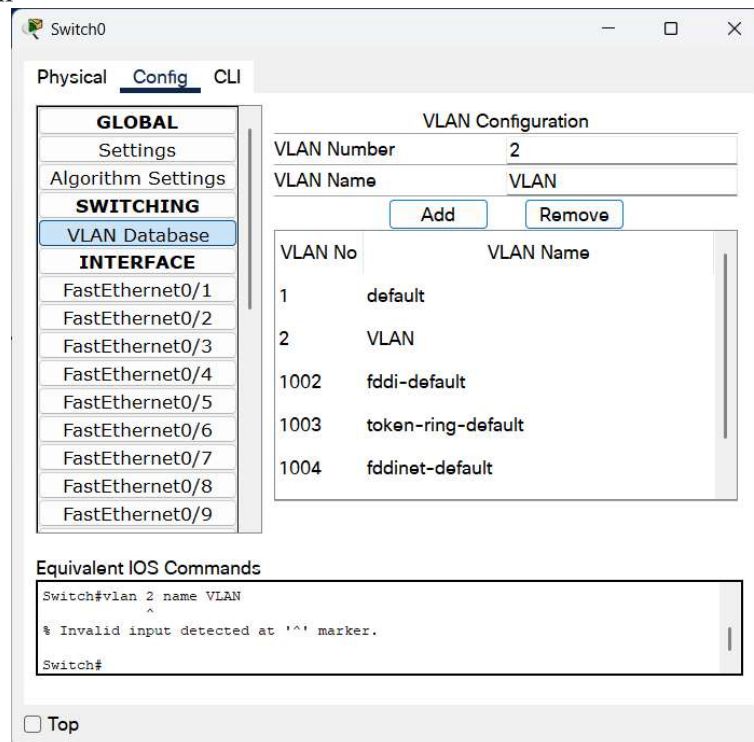 Switch0
Physical Config CLI
GLOBAL
Settings
Algorithm Settings
SWITCHING
VLAN Database
INTERFACE
FastEthernet0/1
FastEthernet0/2
FastEthernet0/3
FastEthernet0/4
FastEthernet0/5
FastEthernet0/6
FastEthernet0/7
FastEthernet0/8
FastEthernet0/9
VLAN Configuration
VLAN Number 2
VLAN Name VLAN
Add Remove
VLAN No VLAN Name
1 default
2 VLAN
1002 fddi-default
1003 token-ring-default
1004 fddinet-default
Equivalent IOS Commands
Switch#vlan 2 name VLAN
^
% Invalid input detected at '^' marker.
Switch#
Top